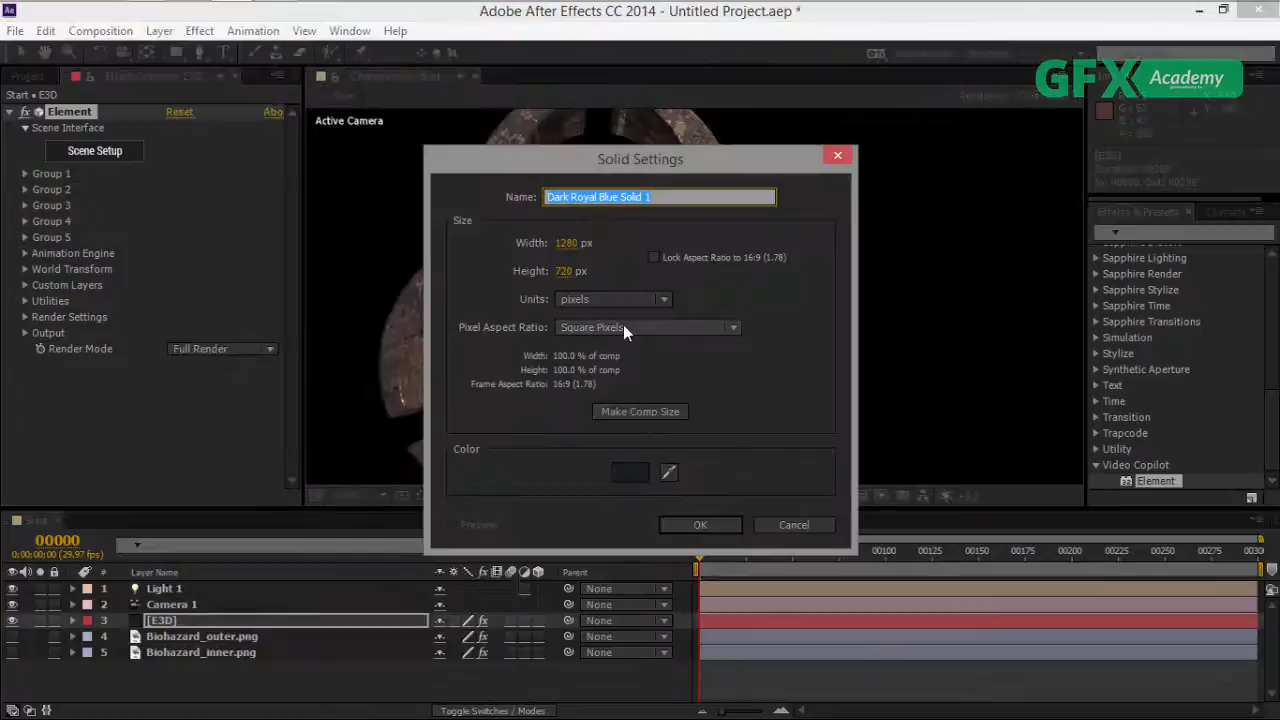 Adobe After Effects CC 2014 - Untitled Project.aep *
File Edit Composition Layer Effect Animation View Window Help
GFX Academy
Project
Start • E3D
Element Reset Abo
Scene Interface
Scene Setup
Group 1
Group 2
Group 3
Group 4
Group 5
Animation Engine
World Transform
Custom Layers
Utilities
Render Settings
Output
Render Mode Full Render
Active Camera
Solid Settings
Name: Dark Royal Blue Solid 1
Size
Width: 1280 px
Lock Aspect Ratio to 16:9 (1.78)
Height: 720 px
Units: pixels
Pixel Aspect Ratio: Square Pixels
Width: 100.0 % of comp
Height: 100.0 % of comp
Frame Aspect Ratio: 16:9 (1.78)
Make Comp Size
Color
Preview
OK Cancel
Effects & Presets
Sapphire Lighting
Sapphire Render
Sapphire Stylize
Sapphire Time
Sapphire Transitions
Simulation
Stylize
Synthetic Aperture
Text
Time
Transition
Trapcode
Utility
Video Copilot
Element
Start
00000
0;00;00;00 (29.97 fps)
00100 00125 00150 00175 00200 00225 00250 00275 0030
# Layer Name Parent
1 Light 1 None
2 Camera 1 None
3 [E3D] None
4 Biohazard_outer.png None
5 Biohazard_inner.png None
Toggle Switches / Modes